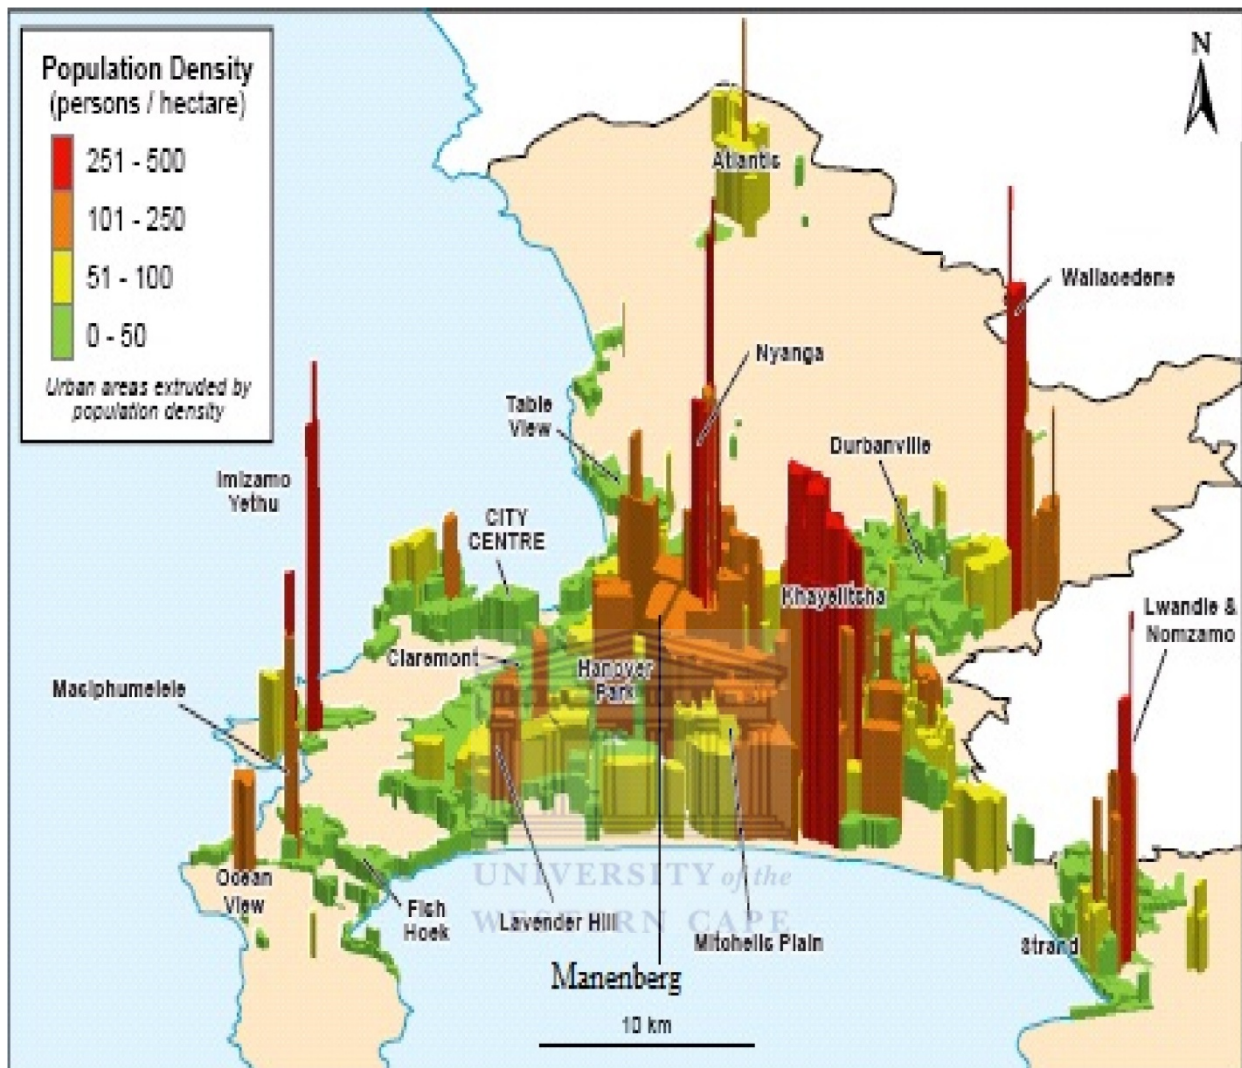 Population Density
(persons / hectare)
251 - 500
101 - 250
51 - 100
0 - 50
Urban areas extruded by
population density
N
Atlantis
Wallacedene
Nyanga
Table
View
Durbanville
Imizamo
Yethu
CITY
CENTRE
Khayelitsha
Lwandle &
Nomzamo
Claremont
Hanover
Park
Masiphumelele
Ocean
View
Fish
Hoek
Lavender Hill
Mitchells Plain
Strand
UNIVERSITY of the
WESTERN CAPE
Manenberg
10 km